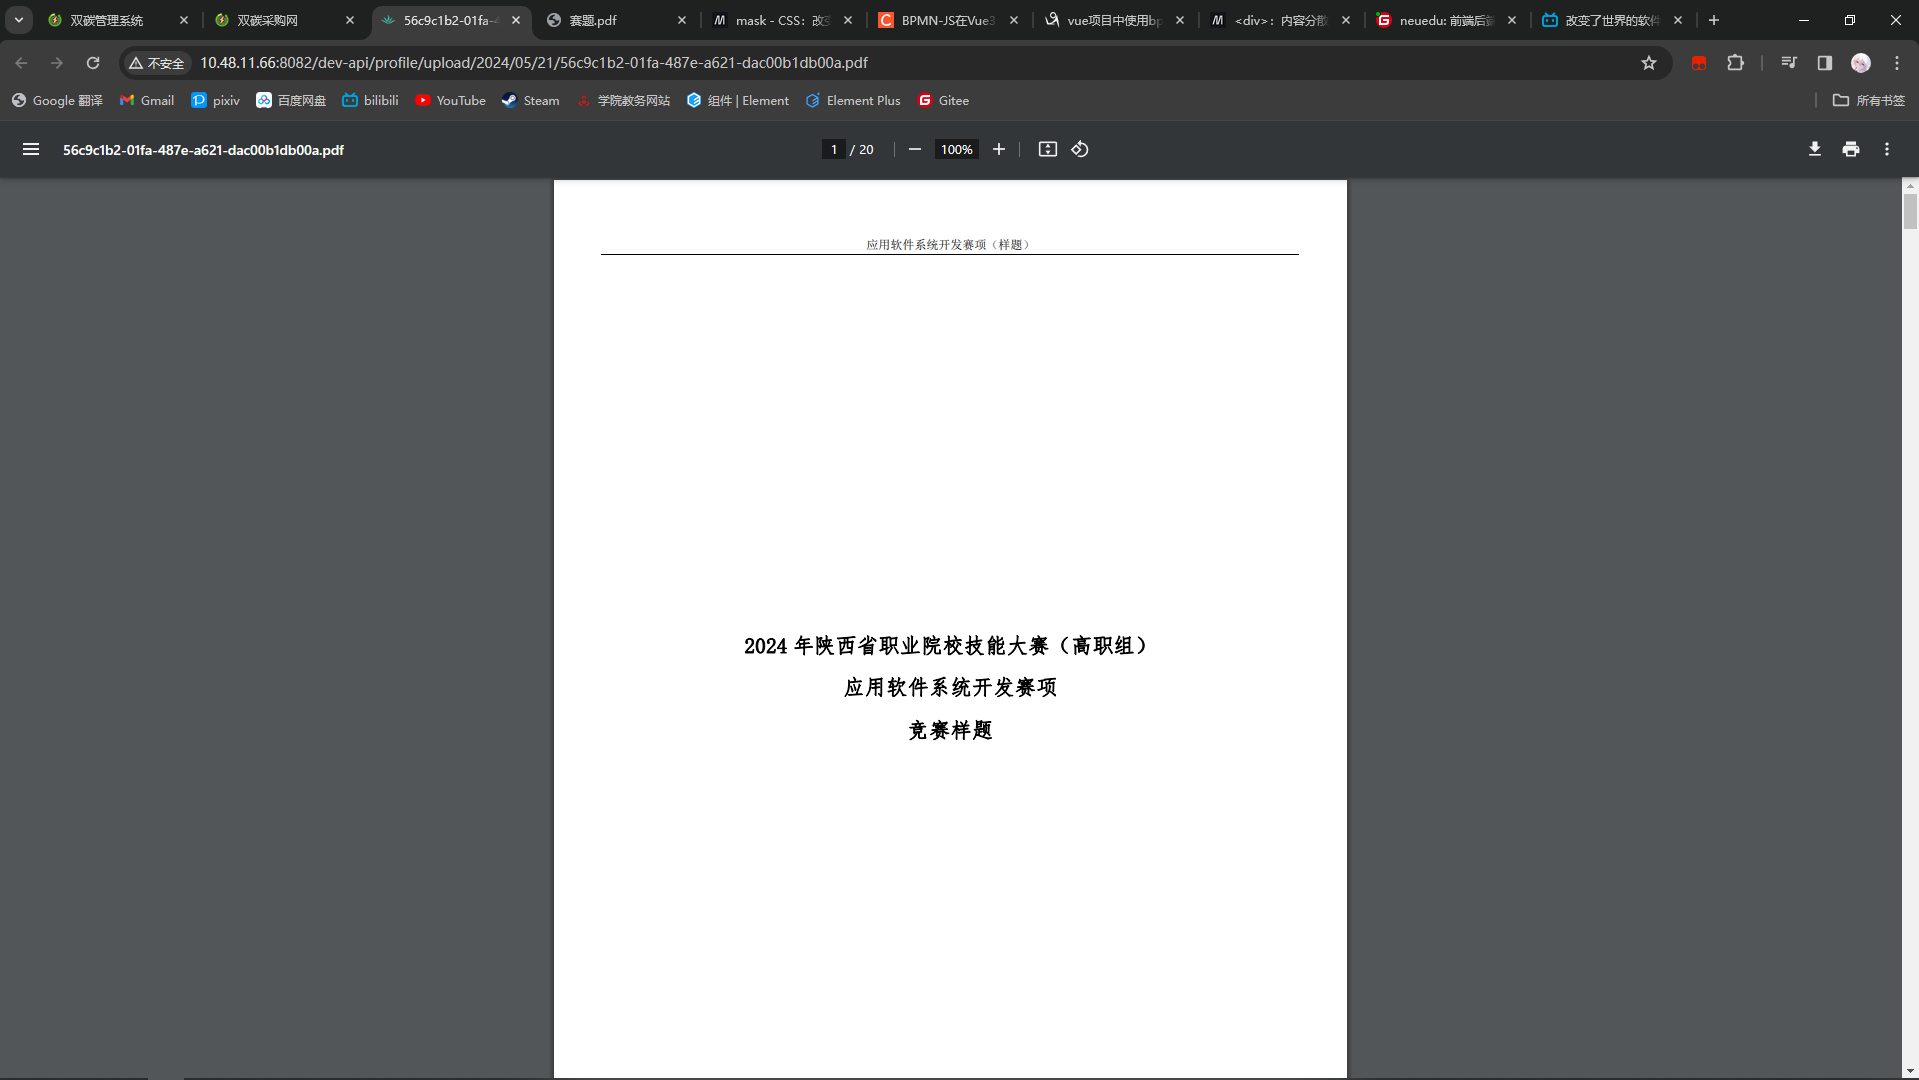 双碳管理系统
双碳采购网
56c9c1b2-01fa-4
赛题.pdf
mask - CSS：改
BPMN-JS在Vue3
vue项目中使用bp
<div>：内容分
neuedu: 前端后
改变了世界的软件
不安全
10.48.11.66:8082/dev-api/profile/upload/2024/05/21/56c9c1b2-01fa-487e-a621-dac00b1db00a.pdf
Google 翻译
Gmail
pixiv
百度网盘
bilibili
YouTube
Steam
学院教务网站
组件 | Element
Element Plus
Gitee
所有书签
56c9c1b2-01fa-487e-a621-dac00b1db00a.pdf
1 / 20
100%
应用软件系统开发赛项（样题）
2024 年陕西省职业院校技能大赛（高职组）
应用软件系统开发赛项
竞赛样题